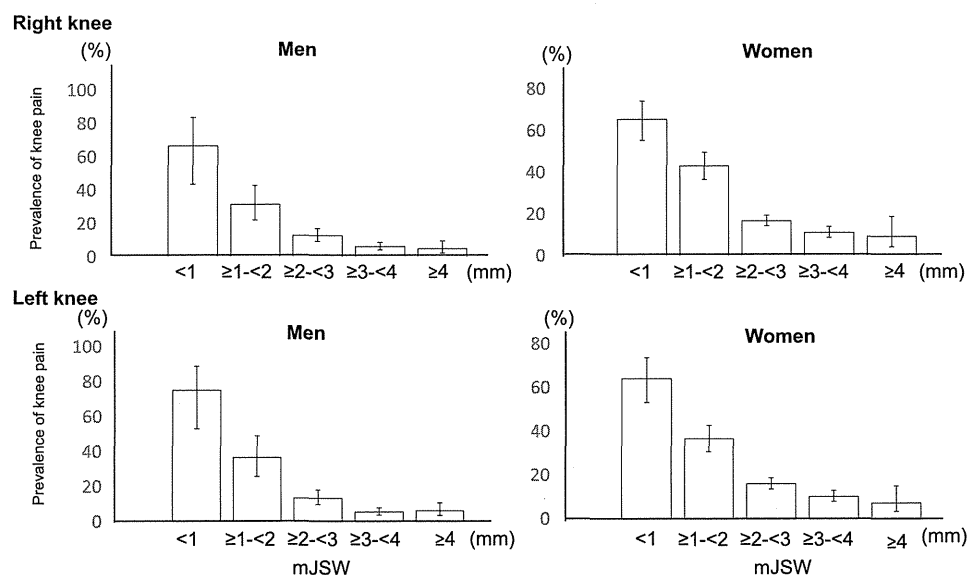 Right knee
(%)
Men
Prevalence of knee pain
100
80
60
40
20
0
<1 ≥1-<2 ≥2-<3 ≥3-<4 ≥4 (mm)
(%)
Women
80
60
40
20
0
<1 ≥1-<2 ≥2-<3 ≥3-<4 ≥4 (mm)
Left knee
(%)
Men
Prevalence of knee pain
100
80
60
40
20
0
<1 ≥1-<2 ≥2-<3 ≥3-<4 ≥4 (mm)
mJSW
(%)
Women
80
60
40
20
0
<1 ≥1-<2 ≥2-<3 ≥3-<4 ≥4 (mm)
mJSW